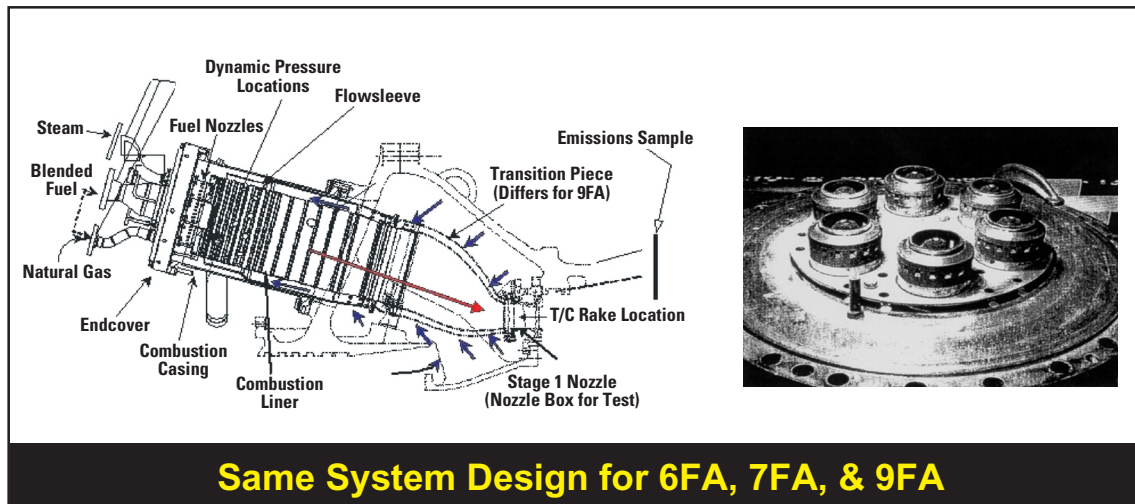 Dynamic Pressure
Locations
Flowsleeve
Steam
Fuel Nozzles
Emissions Sample
Blended
Fuel
Transition Piece
(Differs for 9FA)
Natural Gas
T/C Rake Location
Endcover
Combustion
Casing
Combustion
Liner
Stage 1 Nozzle
(Nozzle Box for Test)
Same System Design for 6FA, 7FA, & 9FA